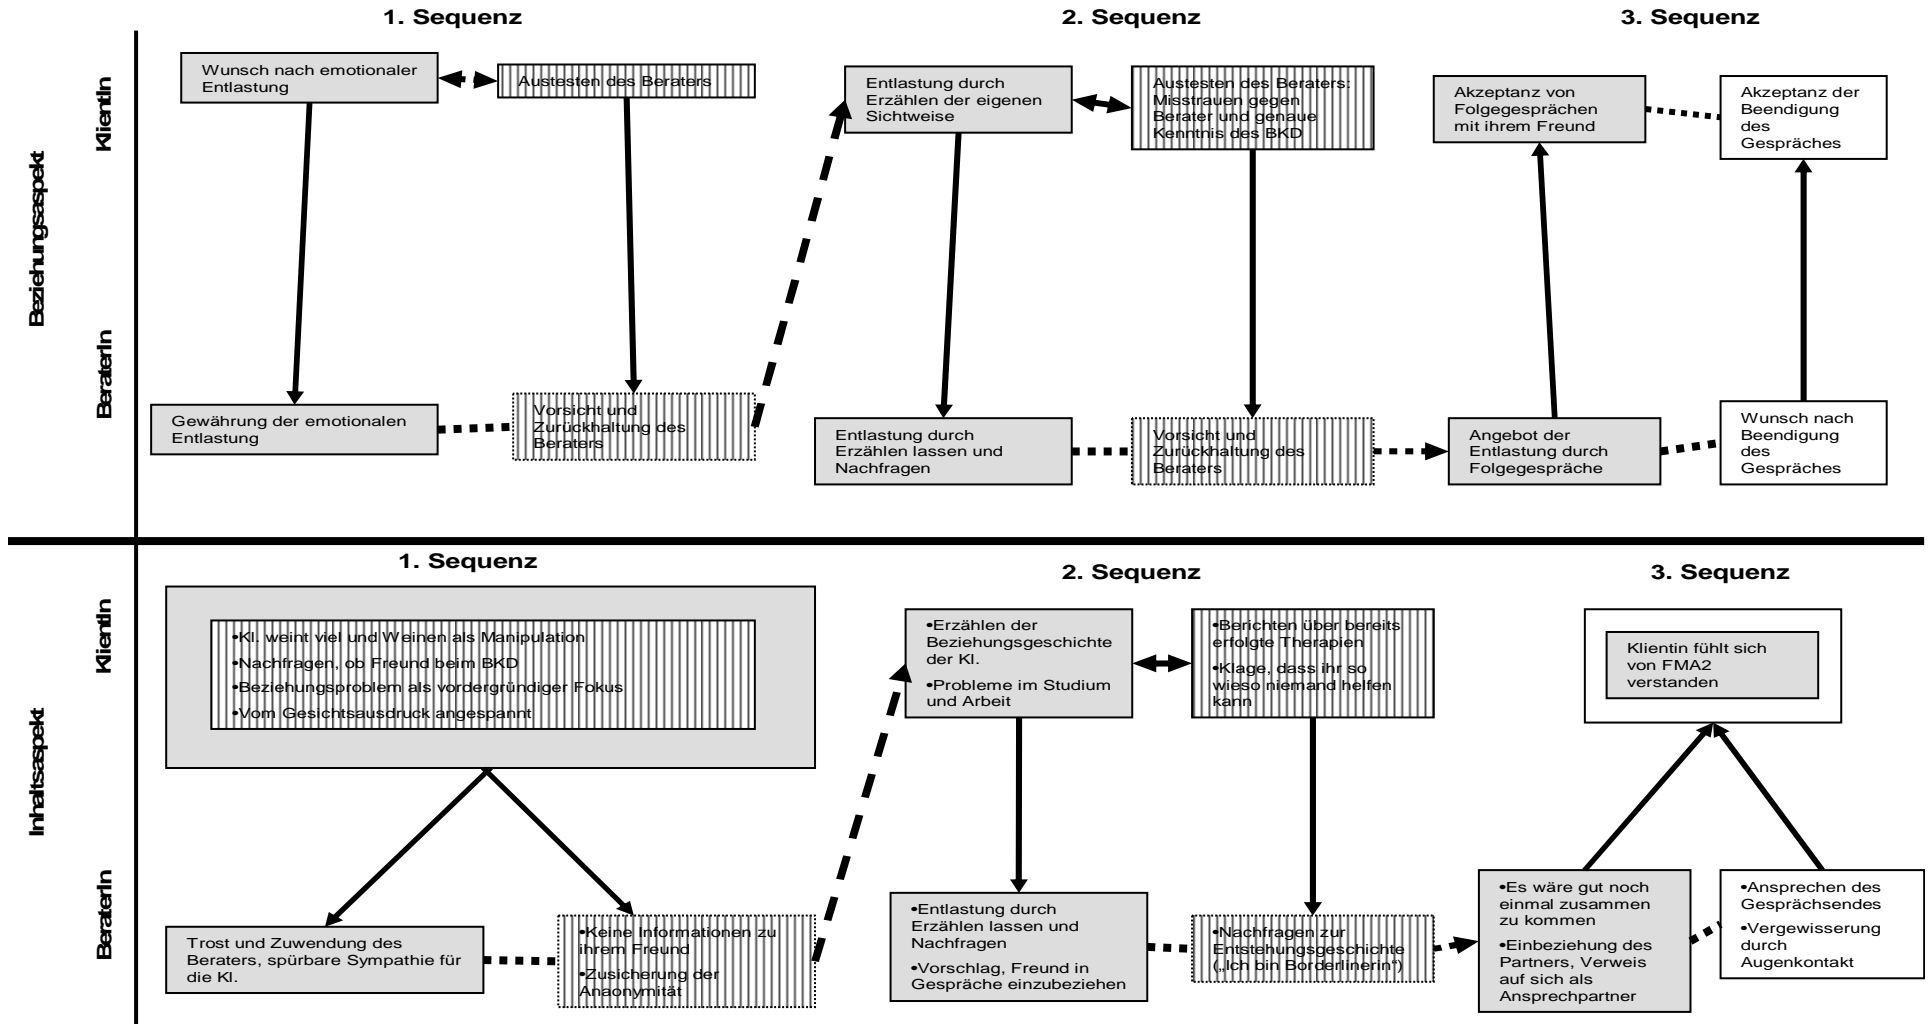 1. Sequenz
2. Sequenz
3. Sequenz
Beziehungsaspekt
KlientIn
Wunsch nach emotionaler
Entlastung
Austesten des Beraters
Entlastung durch
Erzählen der eigenen
Sichtweise
Austesten des Beraters:
Misstrauen gegen
Berater und genaue
Kenntnis des BKD
Akzeptanz von
Folgegesprächen
mit ihrem Freund
Akzeptanz der
Beendigung
des
Gespräches
BeraterIn
Gewährung der emotionalen
Entlastung
Vorsicht und
Zurückhaltung des
Beraters
Entlastung durch
Erzählen lassen und
Nachfragen
Vorsicht und
Zurückhaltung des
Beraters
Angebot der
Entlastung durch
Folgegespräche
Wunsch nach
Beendigung
des
Gespräches
1. Sequenz
2. Sequenz
3. Sequenz
Inhaltsaspekt
KlientIn
•Kl. weint viel und Weinen als Manipulation
•Nachfragen, ob Freund beim BKD
•Beziehungsproblem als vordergründiger Fokus
•Vom Gesichtsausdruck angespannt
•Erzählen der
Beziehungsgeschichte
der Kl.
•Probleme im Studium
und Arbeit
•Berichten über bereits
erfolgte Therapien
•Klage, dass ihr so
wieso niemand helfen
kann
Klientin fühlt sich
von FMA2
verstanden
BeraterIn
Trost und Zuwendung des
Beraters, spürbare Sympathie für
die Kl.
•Keine Informationen zu
ihrem Freund
•Zusicherung der
Anaonymität
•Entlastung durch
Erzählen lassen und
Nachfragen
•Vorschlag, Freund in
Gespräche einzubeziehen
•Nachfragen zur
Entstehungsgeschichte
(„Ich bin Borderlinerin“)
•Es wäre gut noch
einmal zusammen
zu kommen
•Einbeziehung des
Partners, Verweis
auf sich als
Ansprechpartner
•Ansprechen des
Gesprächsendes
•Vergewisserung
durch
Augenkontakt